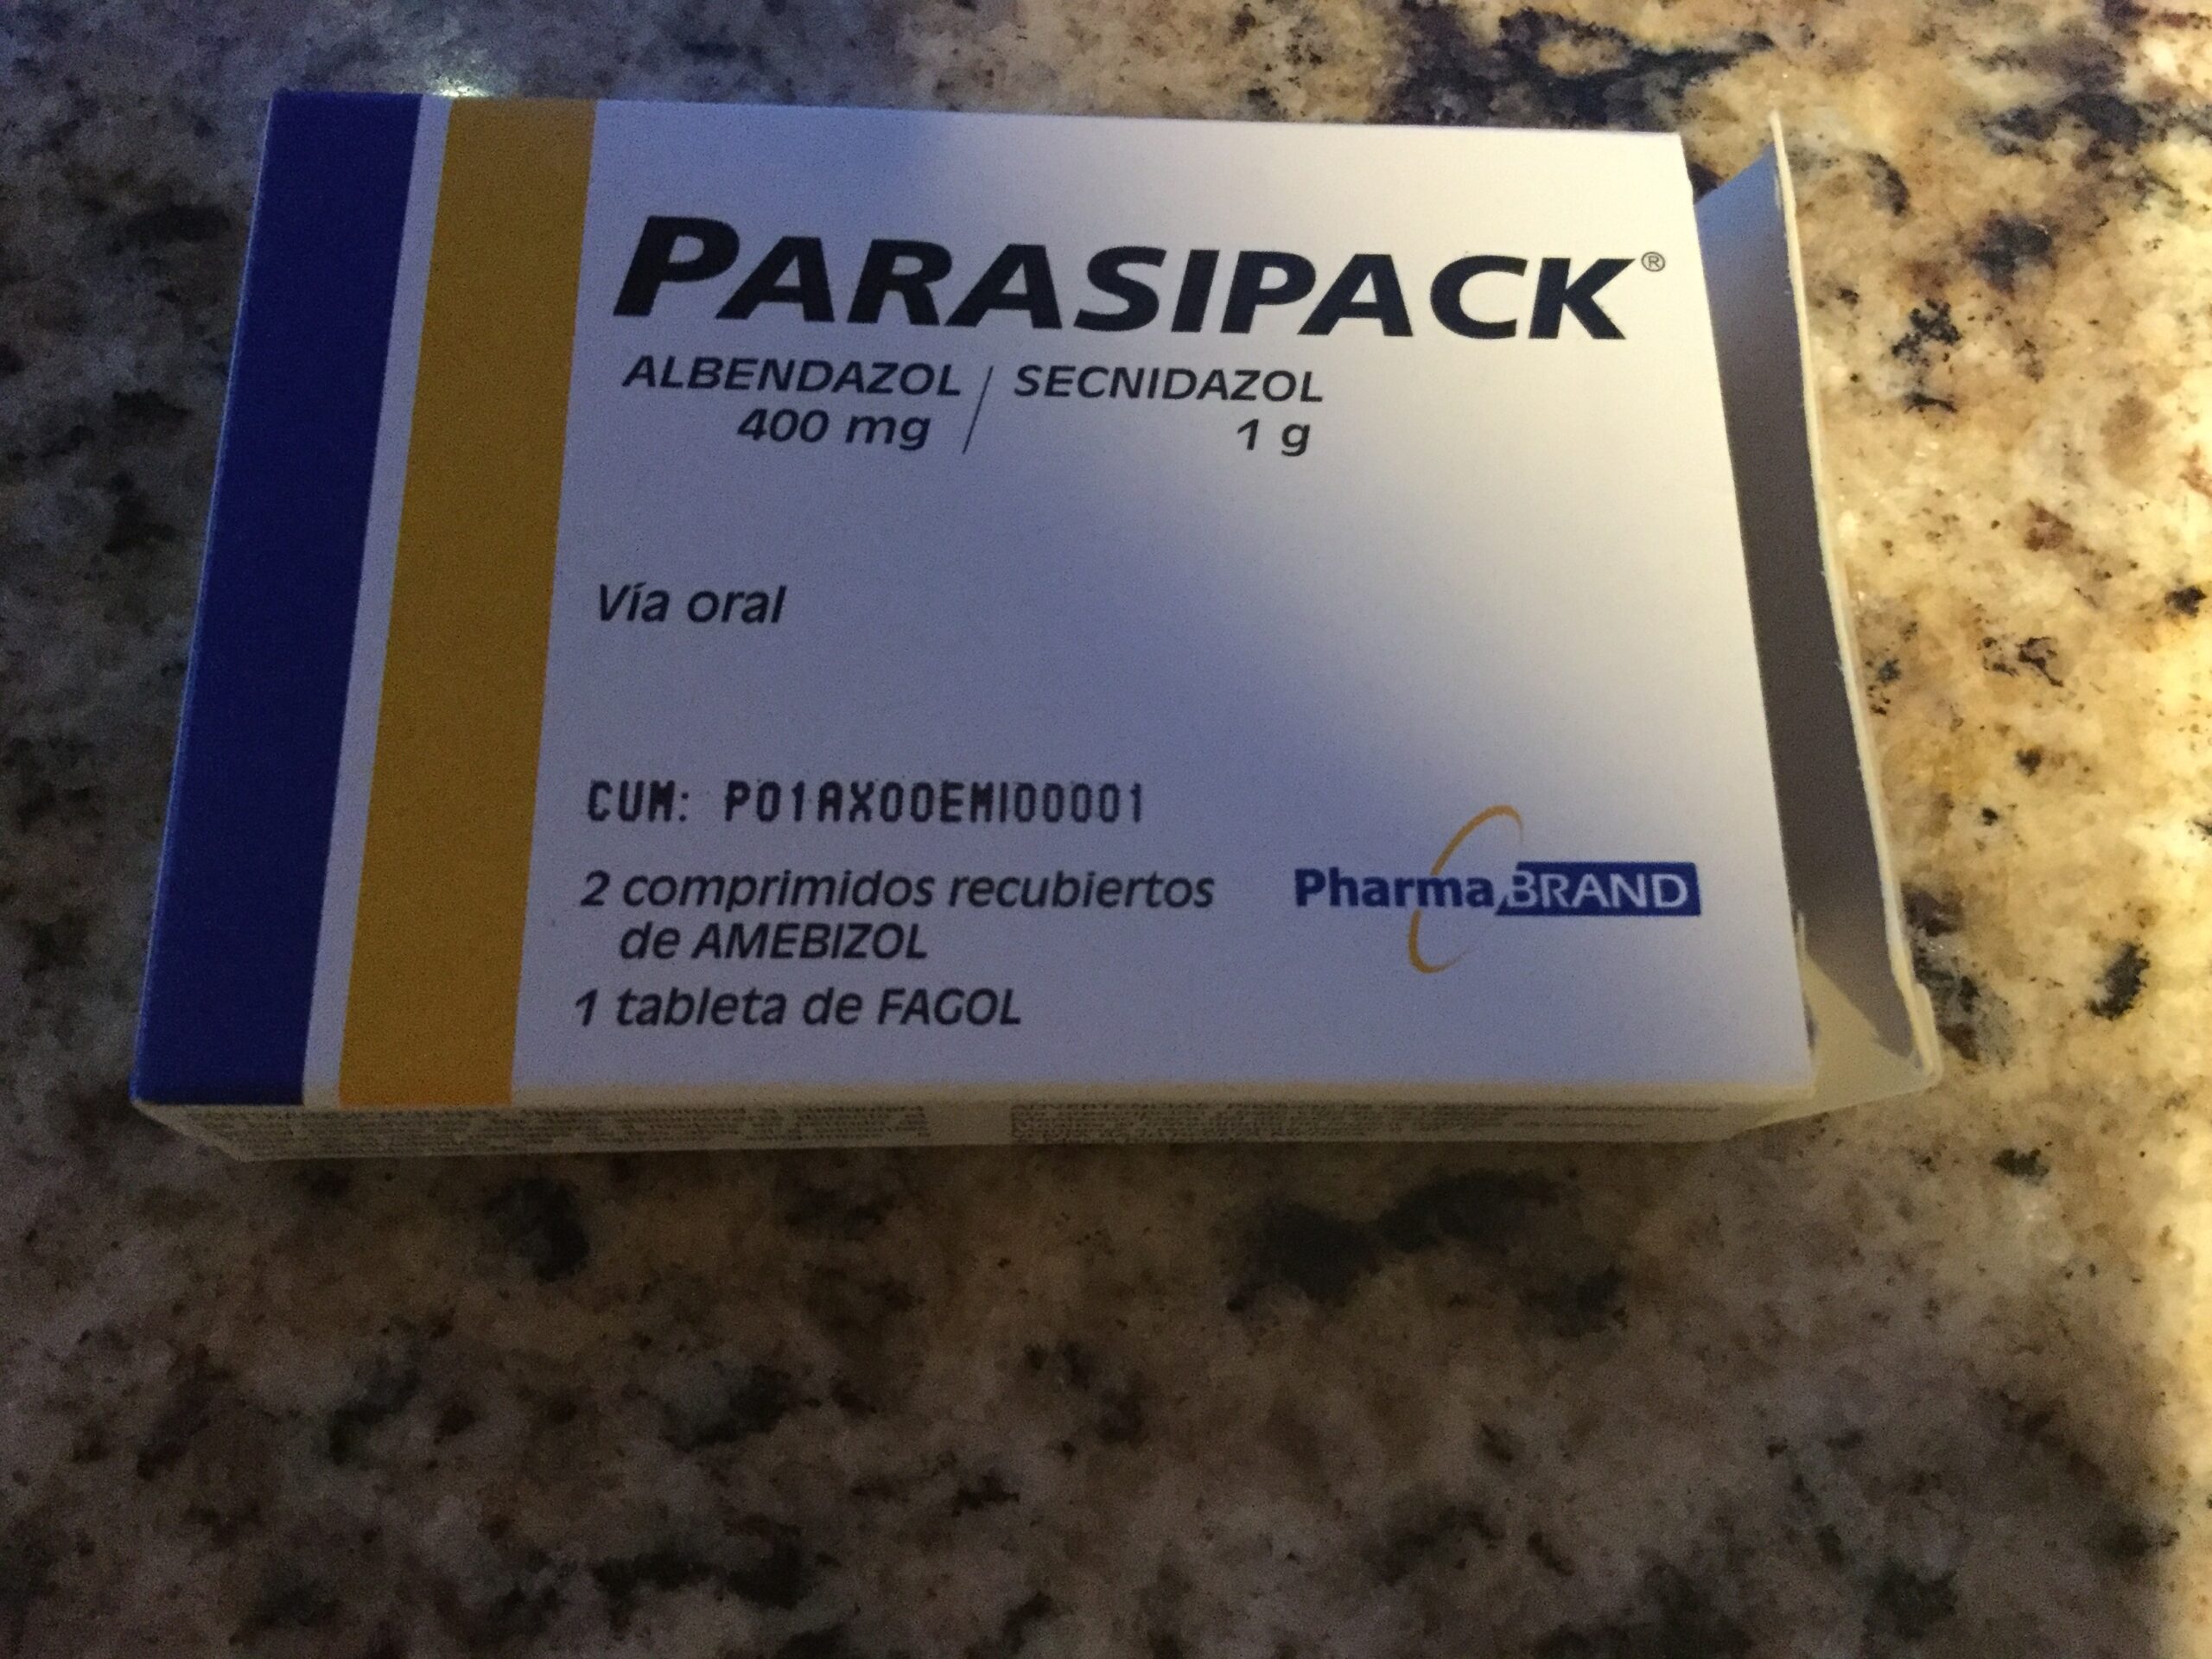 PARASIPACK®
ALBENDAZOL / SECNIDAZOL
400 mg / 1 g
Vía oral
CUM: P01AX00EMI00001
2 comprimidos recubiertos
de AMEBIZOL
1 tableta de FAGOL
PharmaBRAND